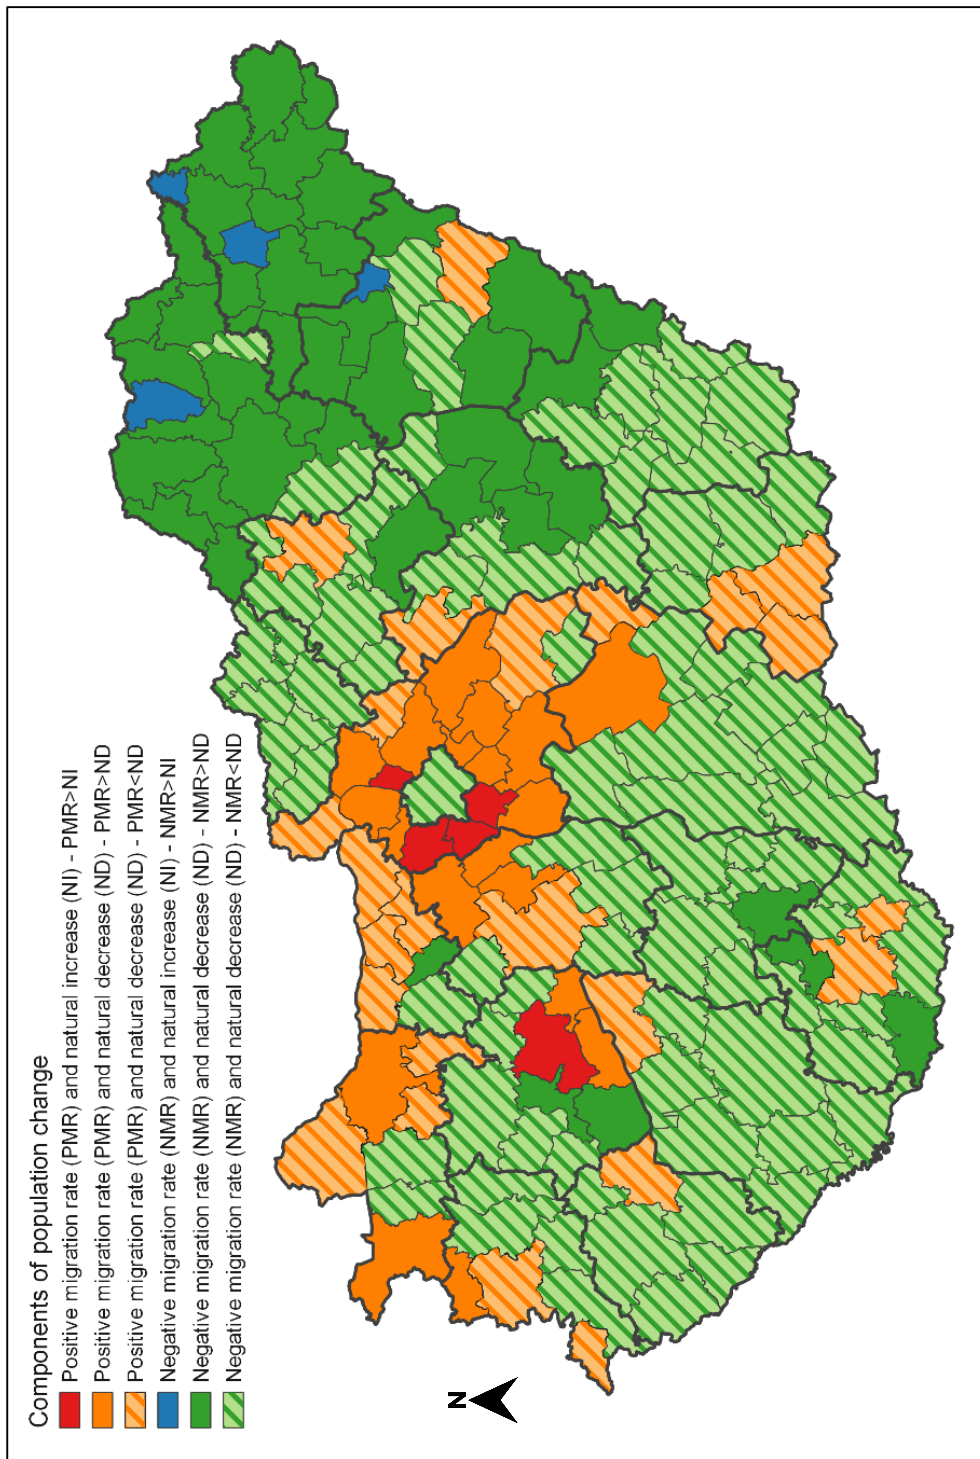 Components of population change
Positive migration rate (PMR) and natural increase (NI) - PMR>NI
Positive migration rate (PMR) and natural decrease (ND) - PMR>ND
Positive migration rate (PMR) and natural decrease (ND) - PMR<ND
Negative migration rate (NMR) and natural increase (NI) - NMR>NI
Negative migration rate (NMR) and natural decrease (ND) - NMR>ND
Negative migration rate (NMR) and natural decrease (ND) - NMR<ND
N